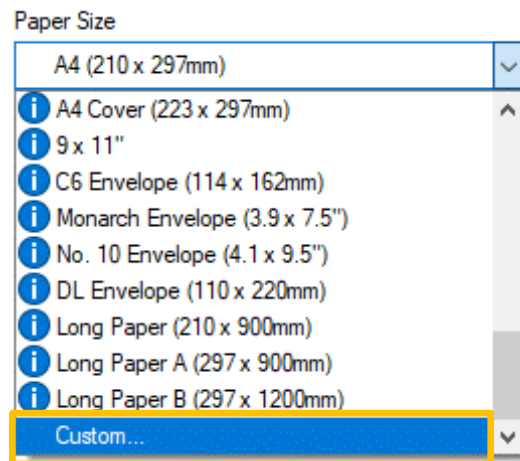 Paper Size
A4 (210 x 297mm)
A4 Cover (223 x 297mm)
9 x 11"
C6 Envelope (114 x 162mm)
Monarch Envelope (3.9 x 7.5")
No. 10 Envelope (4.1 x 9.5")
DL Envelope (110 x 220mm)
Long Paper (210 x 900mm)
Long Paper A (297 x 900mm)
Long Paper B (297 x 1200mm)
Custom...